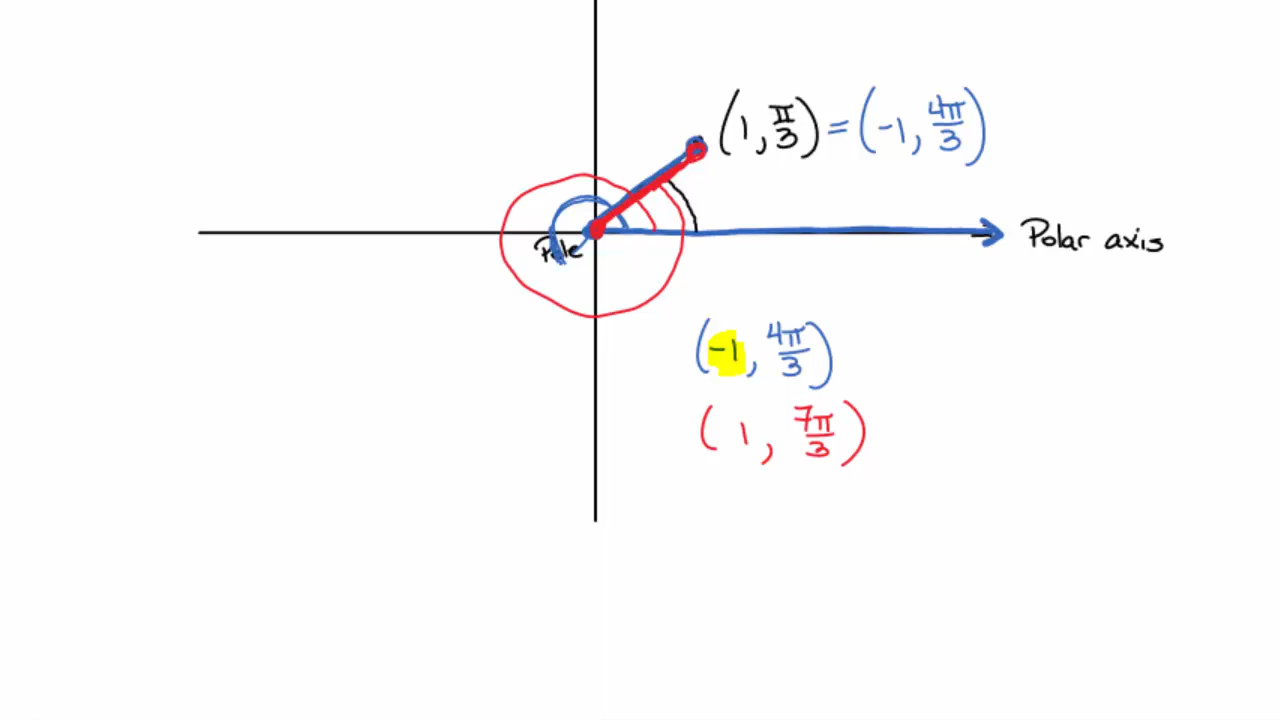 (1, π/3) = (-1, 4π/3)
Polar axis
Pole
(-1, 4π/3)
(1, 7π/3)